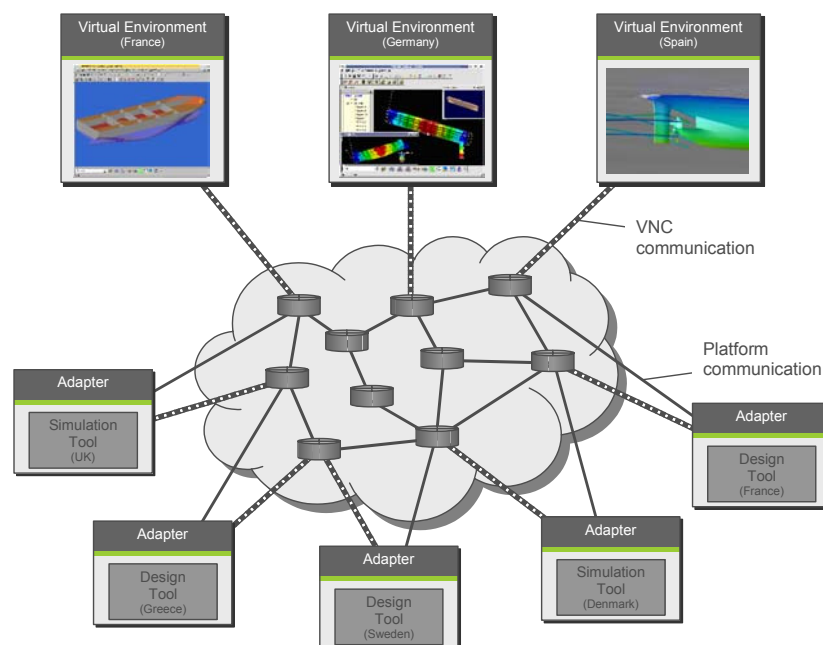 Virtual Environment
(France)
Virtual Environment
(Germany)
Virtual Environment
(Spain)
VNC
communication
Platform
communication
Adapter
Simulation
Tool
(UK)
Adapter
Design
Tool
(France)
Adapter
Design
Tool
(Greece)
Adapter
Design
Tool
(Sweden)
Adapter
Simulation
Tool
(Denmark)